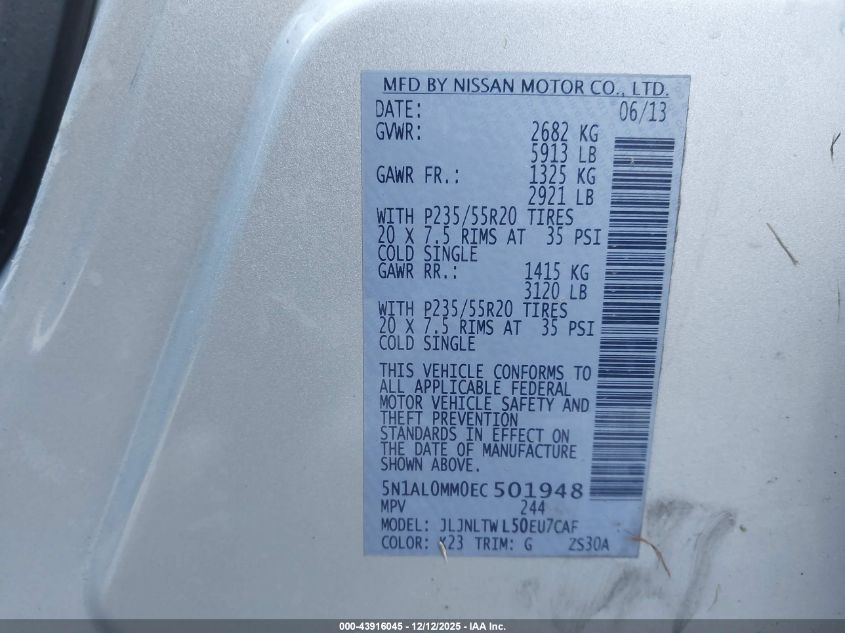 MFD BY NISSAN MOTOR CO., LTD.
DATE: 06/13
GVWR: 2682 KG
5913 LB
GAWR FR.: 1325 KG
2921 LB
WITH P235/55R20 TIRES
20 X 7.5 RIMS AT 35 PSI
COLD SINGLE
GAWR RR.: 1415 KG
3120 LB
WITH P235/55R20 TIRES
20 X 7.5 RIMS AT 35 PSI
COLD SINGLE
THIS VEHICLE CONFORMS TO
ALL APPLICABLE FEDERAL
MOTOR VEHICLE SAFETY AND
THEFT PREVENTION
STANDARDS IN EFFECT ON
THE DATE OF MANUFACTURE
SHOWN ABOVE.
5N1AL0MM0EC501948
MPV 244
MODEL: JLJNLTWL50EU7CAF
COLOR: K23 TRIM: G ZS30A
000-43916045 - 12/12/2025 - IAA Inc.